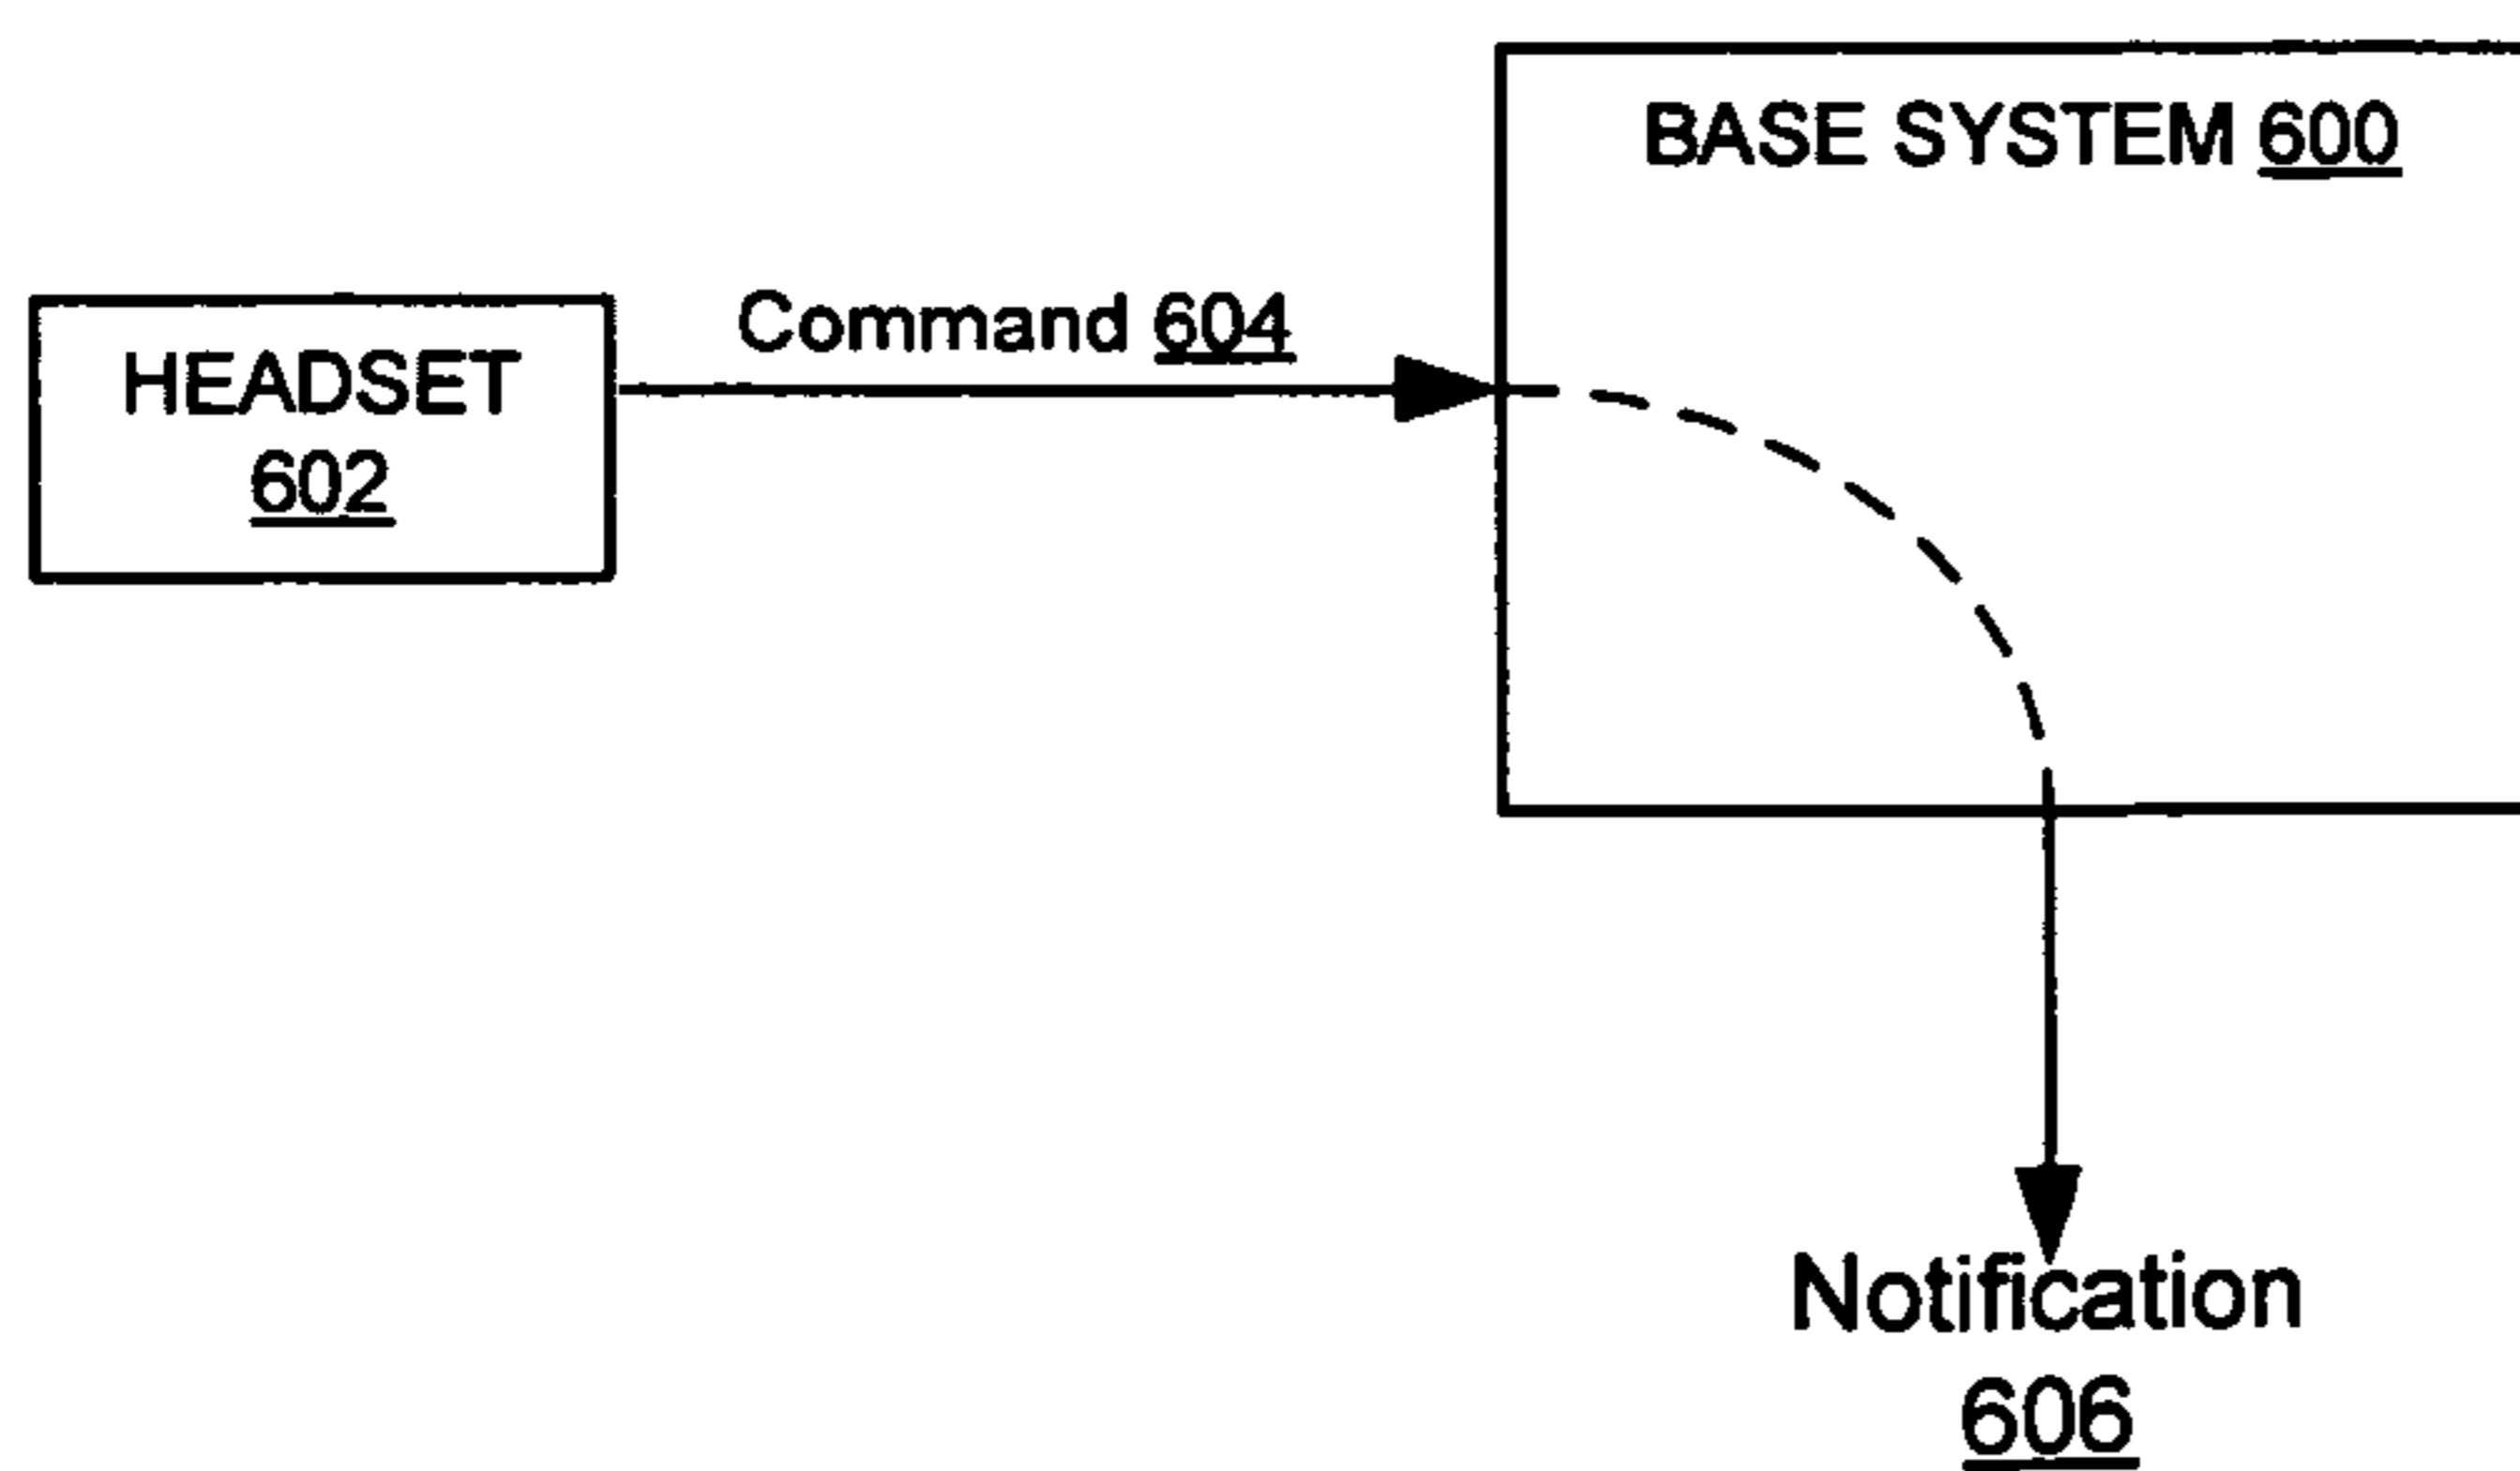 BASE SYSTEM 600
Command 604
HEADSET
602
Notification
606